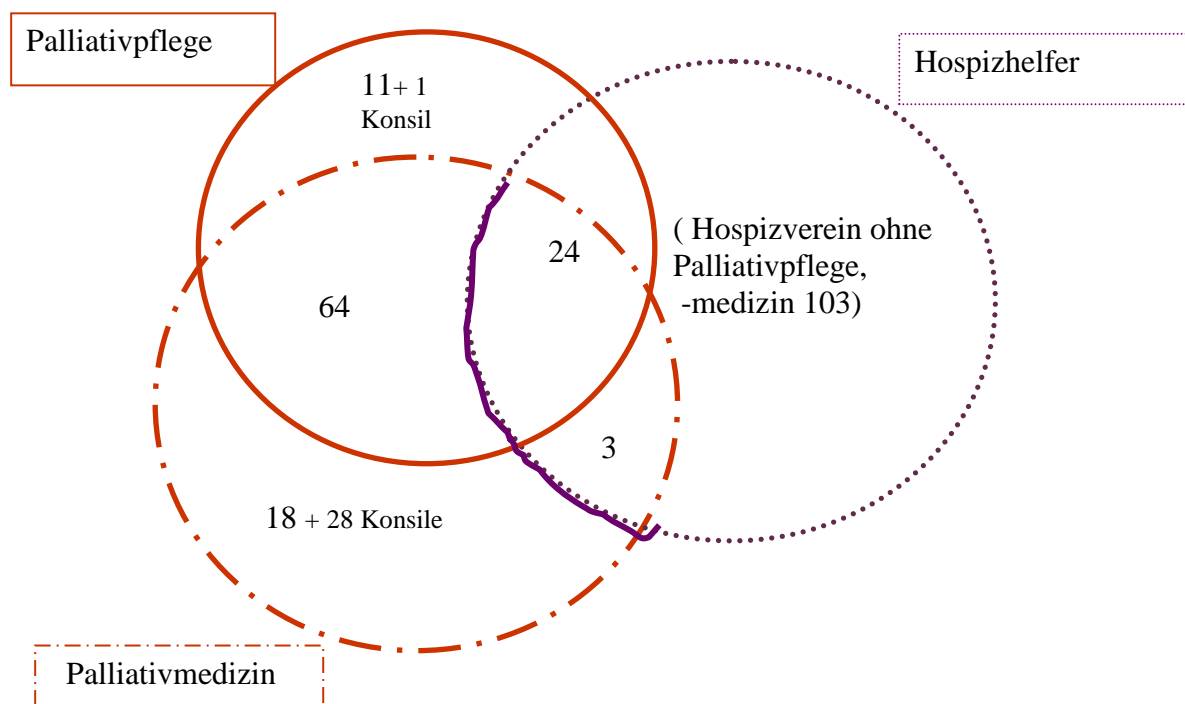 Palliativpflege
Hospizhelfer
11+ 1
Konsil
24
( Hospizverein ohne
Palliativpflege,
-medizin 103)
64
3
18 + 28 Konsile
Palliativmedizin